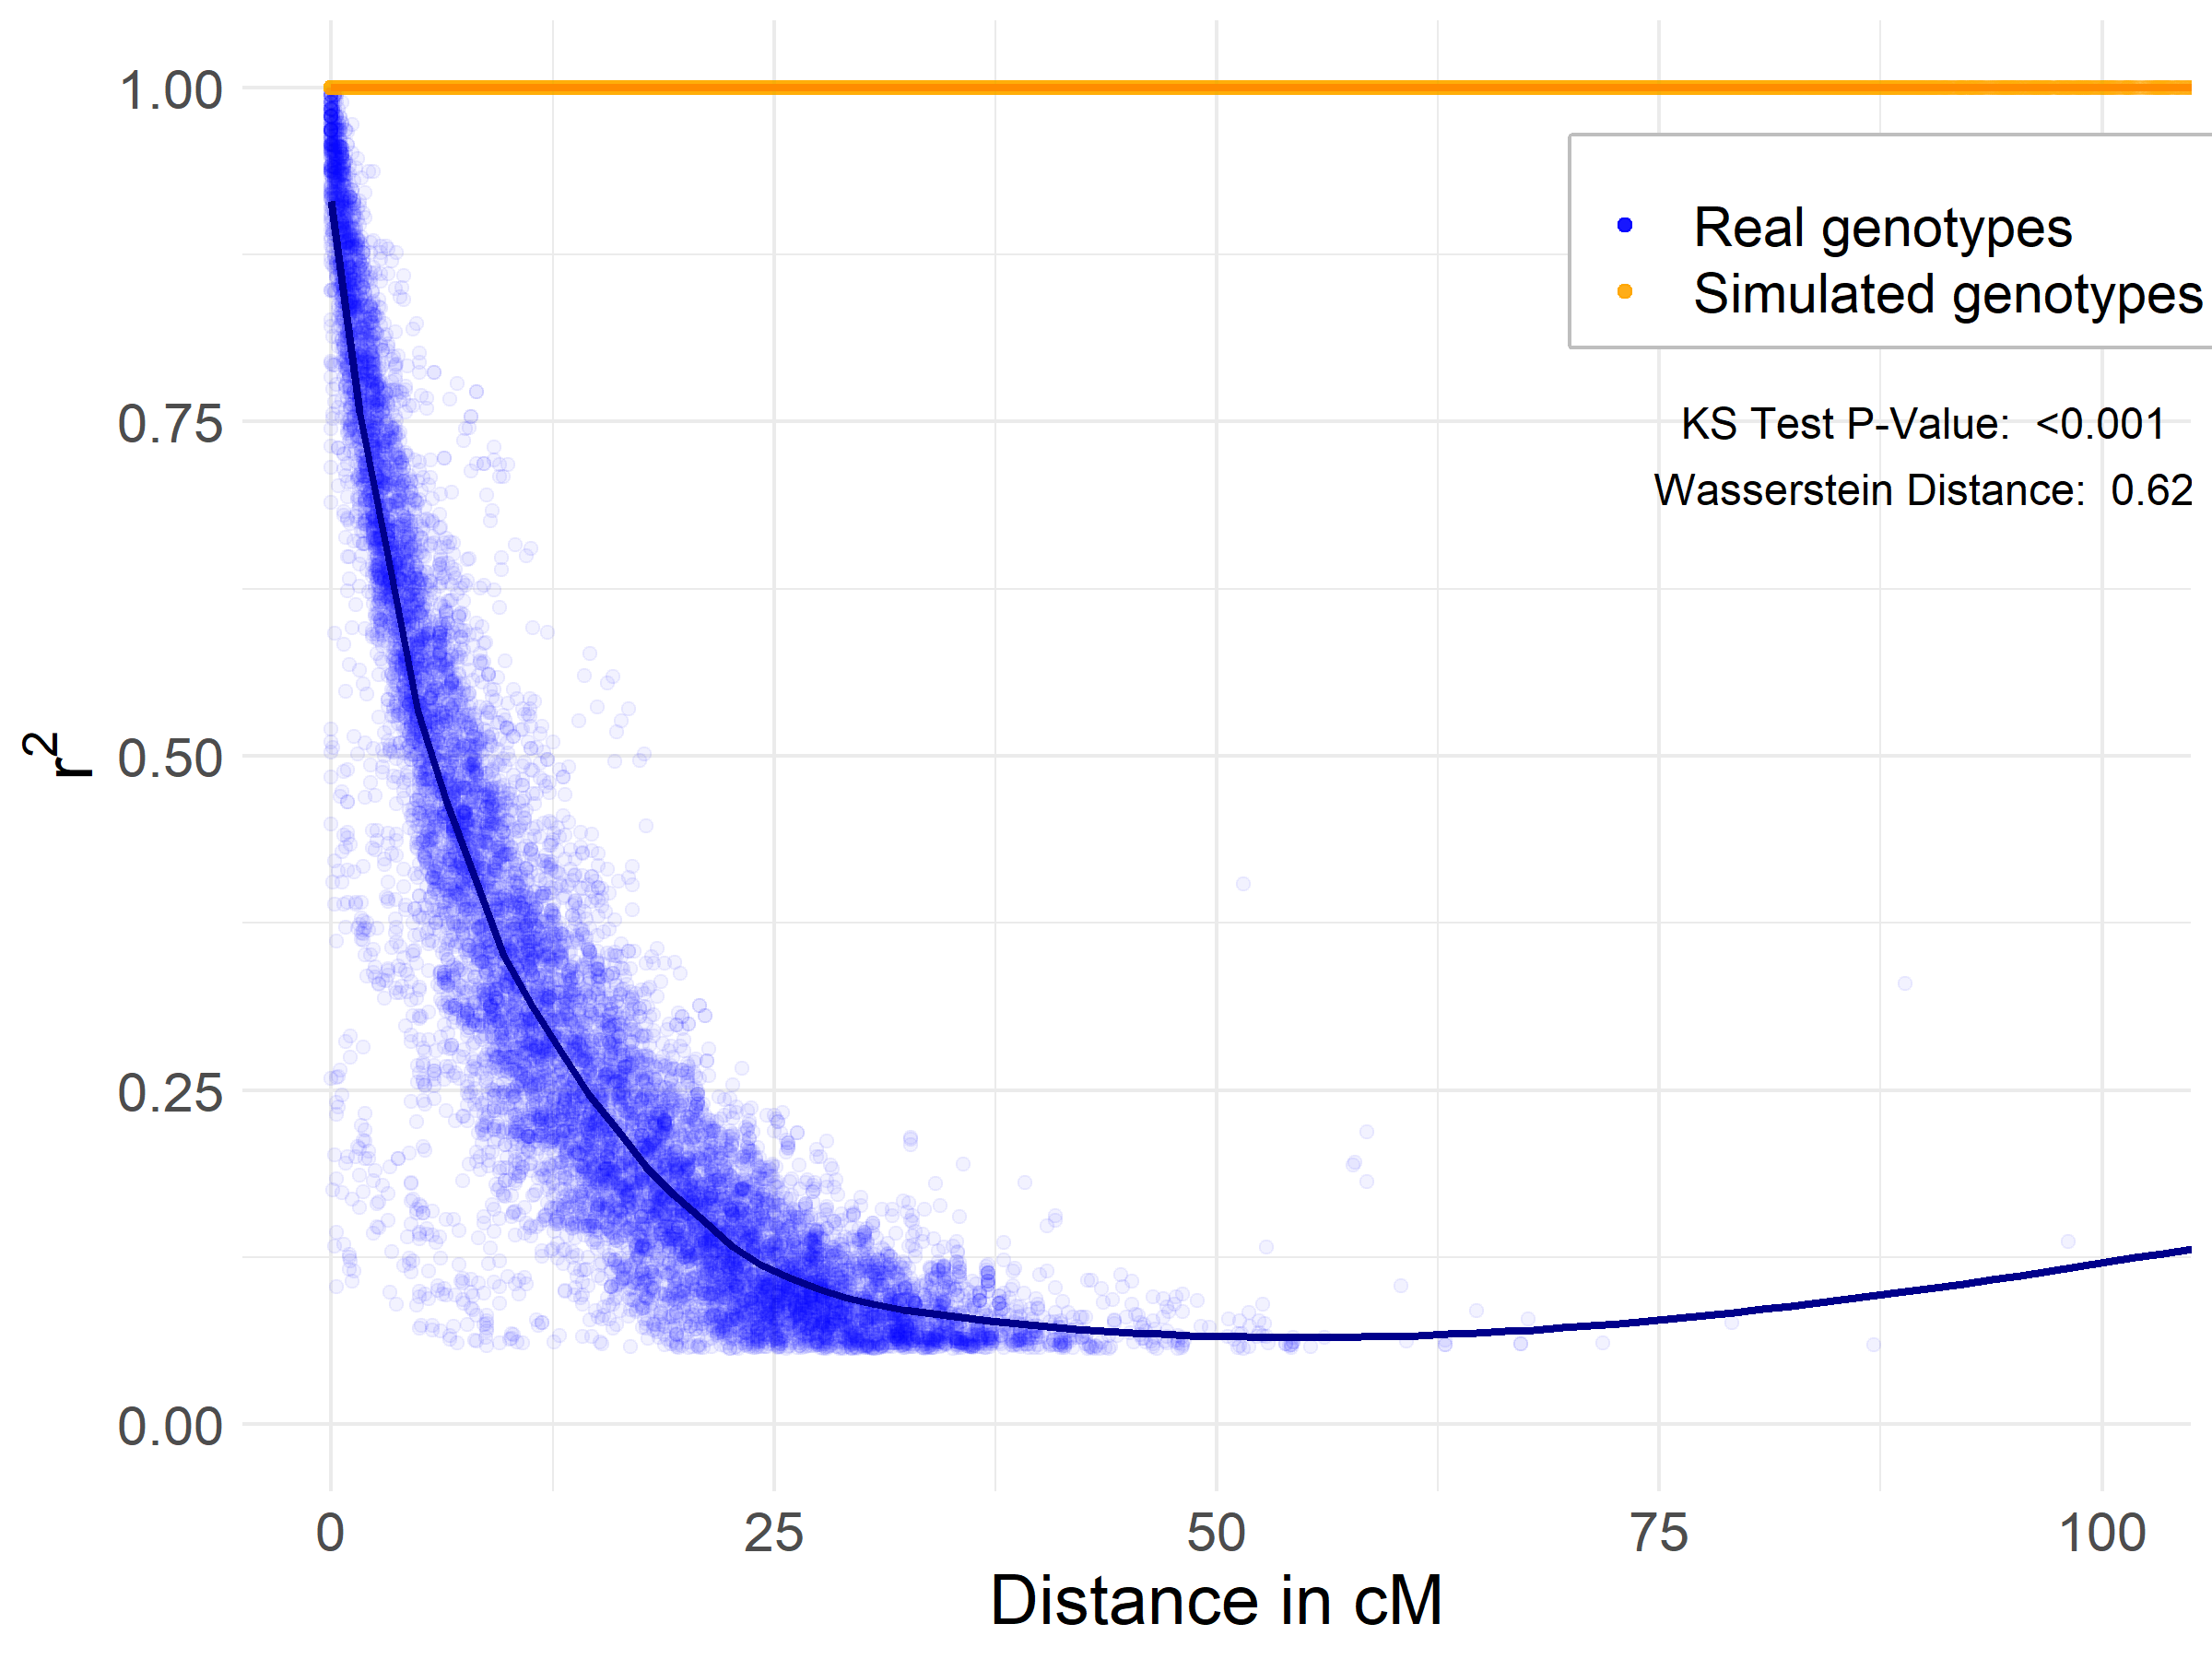 1.00
0.75
0.50
0.25
0.00
r2
0
25
50
75
100
Distance in cM
Real genotypes
Simulated genotypes
KS Test P-Value: <0.001
Wasserstein Distance: 0.62